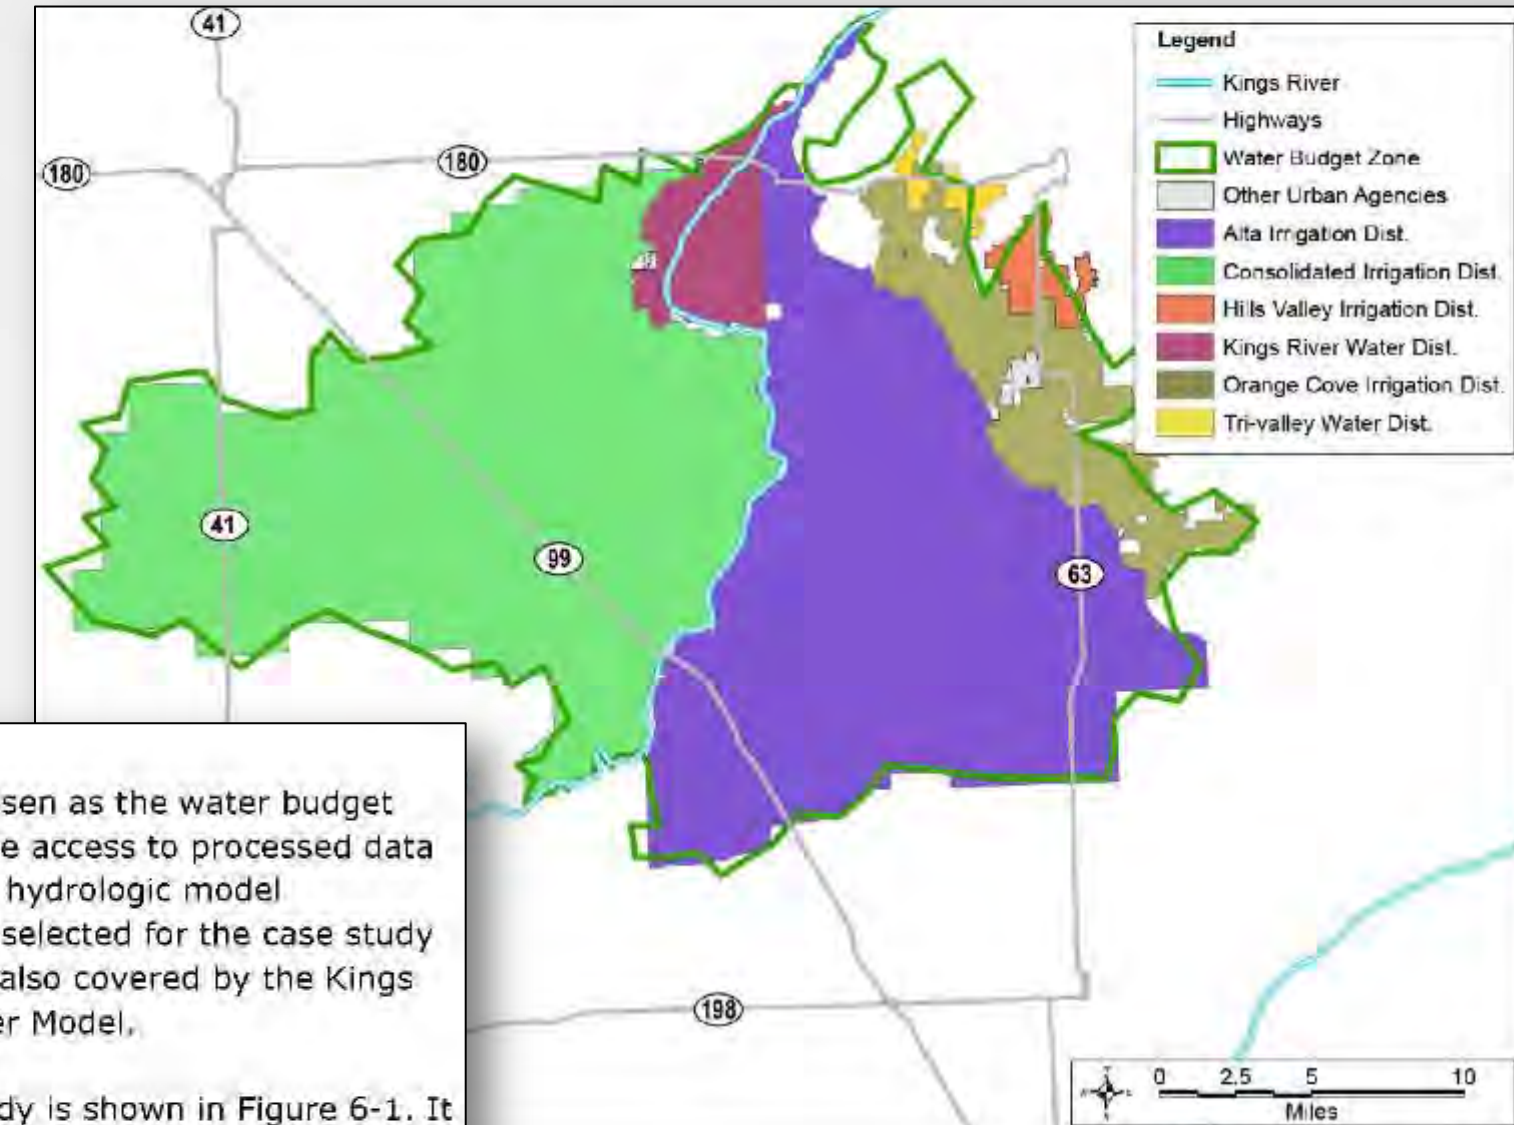 41
180
180
41
99
63
198
Legend
Kings River
Highways
Water Budget Zone
Other Urban Agencies
Alta Irrigation Dist.
Consolidated Irrigation Dist.
Hills Valley Irrigation Dist.
Kings River Water Dist.
Orange Cove Irrigation Dist.
Tri-valley Water Dist.
sen as the water budget
e access to processed data
hydrologic model
selected for the case study
also covered by the Kings
er Model.
dy is shown in Figure 6-1. It
0 2.5 5 10
Miles